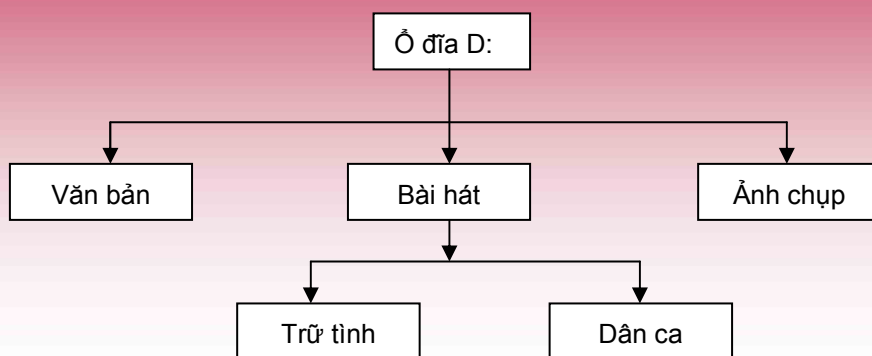 Ổ đĩa D:
Văn bản
Bài hát
Ảnh chụp
Trữ tình
Dân ca